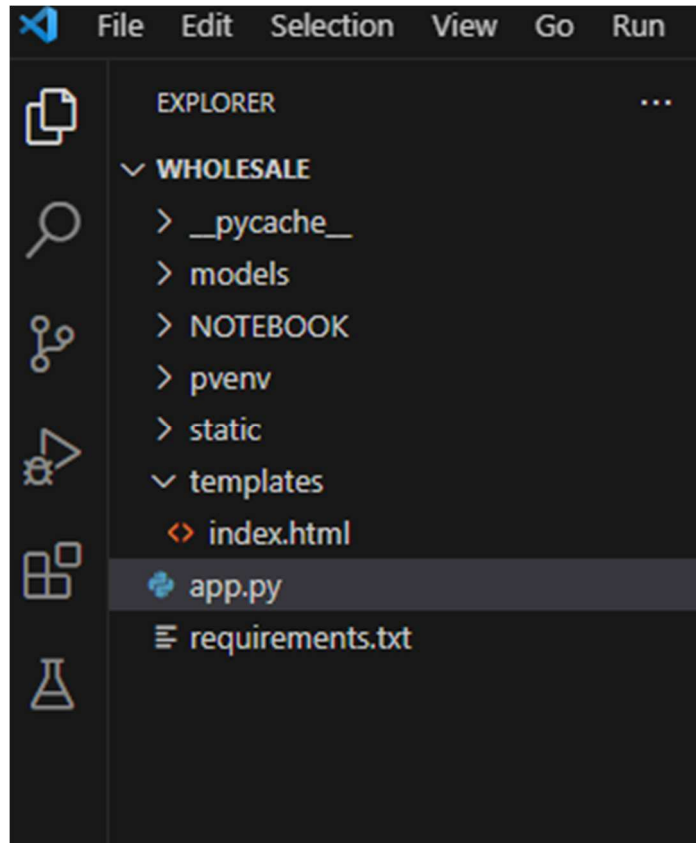 File Edit Selection View Go Run
EXPLORER ...
WHOLESALE
__pycache__
models
NOTEBOOK
pvenv
static
templates
<> index.html
app.py
requirements.txt